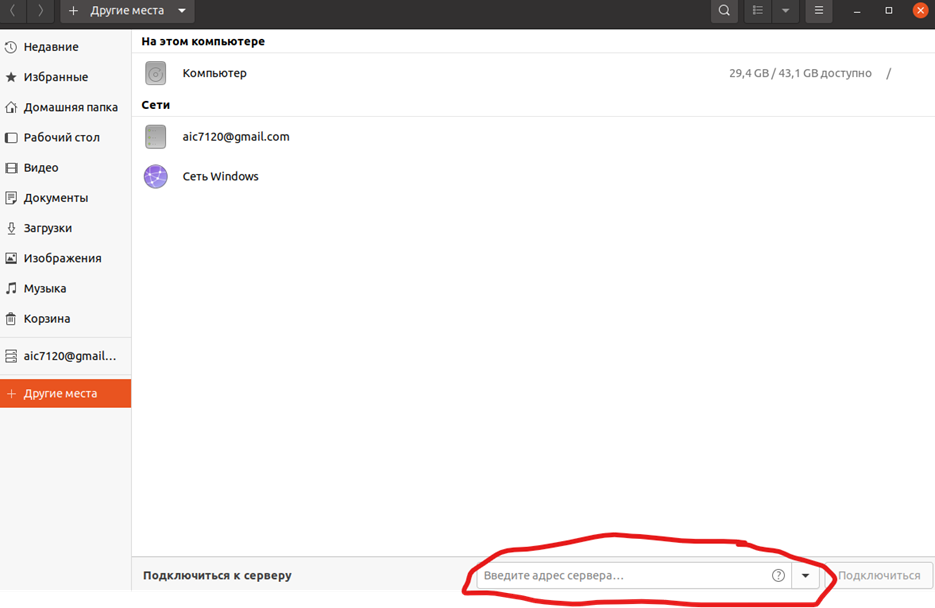 Другие места
Недавние
Избранные
Домашняя папка
Рабочий стол
Видео
Документы
Загрузки
Изображения
Музыка
Корзина
aic7120@gmail...
Другие места
На этом компьютере
Компьютер 29,4 GB / 43,1 GB доступно /
Сети
aic7120@gmail.com
Сеть Windows
Подключиться к серверу Введите адрес сервера... Подключиться